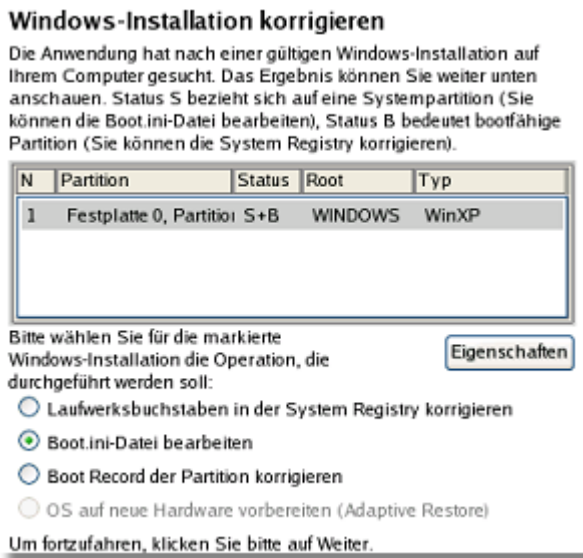 Windows-Installation korrigieren
Die Anwendung hat nach einer gültigen Windows-Installation auf
Ihrem Computer gesucht. Das Ergebnis können Sie weiter unten
anschauen. Status S bezieht sich auf eine Systempartition (Sie
können die Boot.ini-Datei bearbeiten), Status B bedeutet bootfähige
Partition (Sie können die System Registry korrigieren).
N Partition Status Root Typ
1 Festplatte 0, Partition S+B WINDOWS WinXP
Bitte wählen Sie für die markierte
Windows-Installation die Operation, die
durchgeführt werden soll:
Eigenschaften
Laufwerksbuchstaben in der System Registry korrigieren
Boot.ini-Datei bearbeiten
Boot Record der Partition korrigieren
OS auf neue Hardware vorbereiten (Adaptive Restore)
Um fortzufahren, klicken Sie bitte auf Weiter.